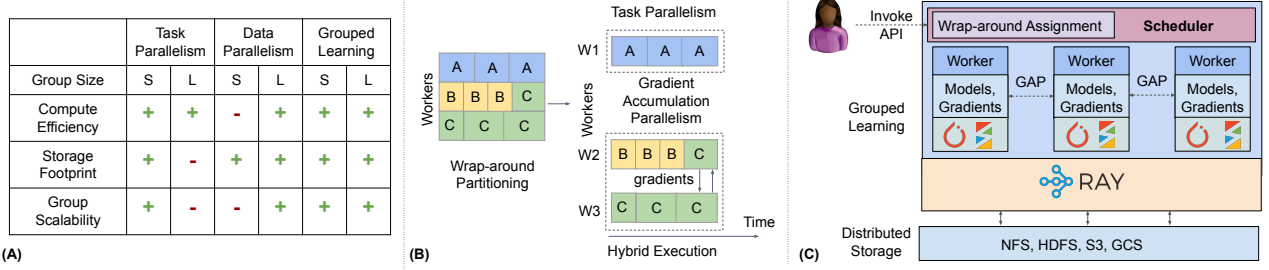 Task Parallelism Data Parallelism Grouped Learning
Group Size S L S L S L
Compute Efficiency + + - + + +
Storage Footprint + - + + + +
Group Scalability + - - + + +
(A)
Workers
A A A
B B B C
C C C
Wrap-around
Partitioning
Task Parallelism
W1 A A A
Gradient
Accumulation
Parallelism
Workers
W2 B B B C
gradients
W3 C C C
Time
Hybrid Execution
(B)
Invoke
API
Wrap-around Assignment Scheduler
Worker Worker Worker
GAP GAP
Models, Gradients Models, Gradients Models, Gradients
Grouped
Learning
RAY
Distributed
Storage
NFS, HDFS, S3, GCS
(C)